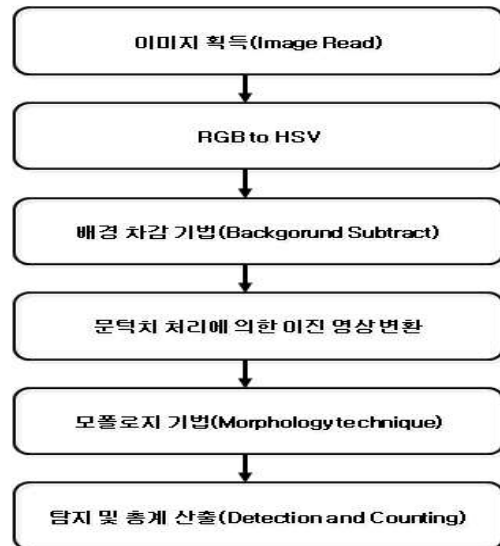 이미지 획득(Image Read)
RGB to HSV
배경 차감 기법(Backgorund Subtract)
문턱치 처리에 의한 이진 영상 변환
모폴로지 기법(Morphology technique)
탐지 및 총계 산출(Detection and Counting)